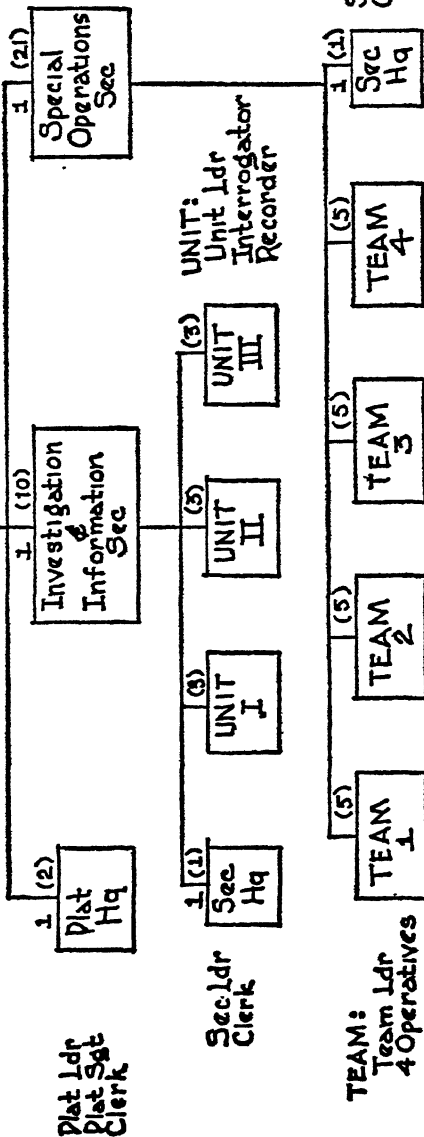 1 (2)
Plat
Hq
Plat Ldr
Plat Sgt
Clerk
1 (10)
Investigation
&
Information
Sec
1 (21)
Special
Operations
Sec
1 (1)
Sec
Hq
Sec Ldr
Clerk
(3)
UNIT
I
(3)
UNIT
II
(3)
UNIT
III
UNIT:
Unit Ldr
Interrogator
Recorder
(5)
TEAM
1
(5)
TEAM
2
(5)
TEAM
3
(5)
TEAM
4
1 (1)
Sec
Hq
TEAM:
Team Ldr
4 Operatives